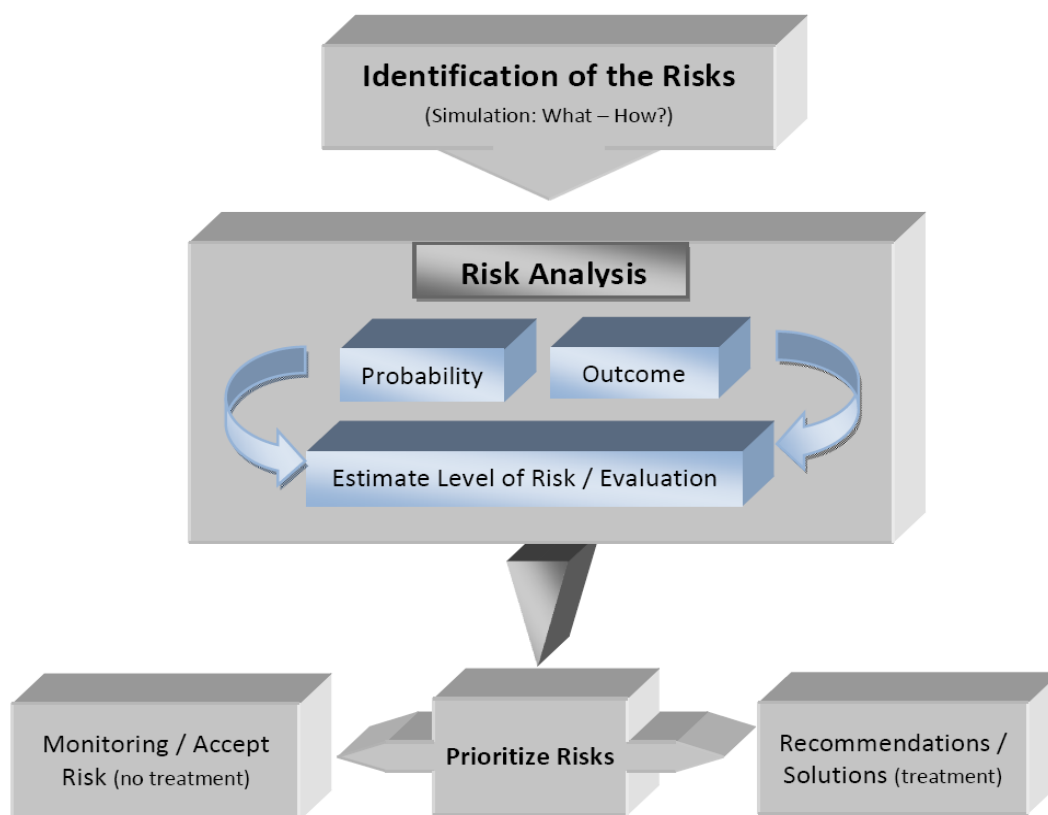 Identification of the Risks
(Simulation: What – How?)
Risk Analysis
Probability
Outcome
Estimate Level of Risk / Evaluation
Monitoring / Accept
Risk (no treatment)
Prioritize Risks
Recommendations /
Solutions (treatment)